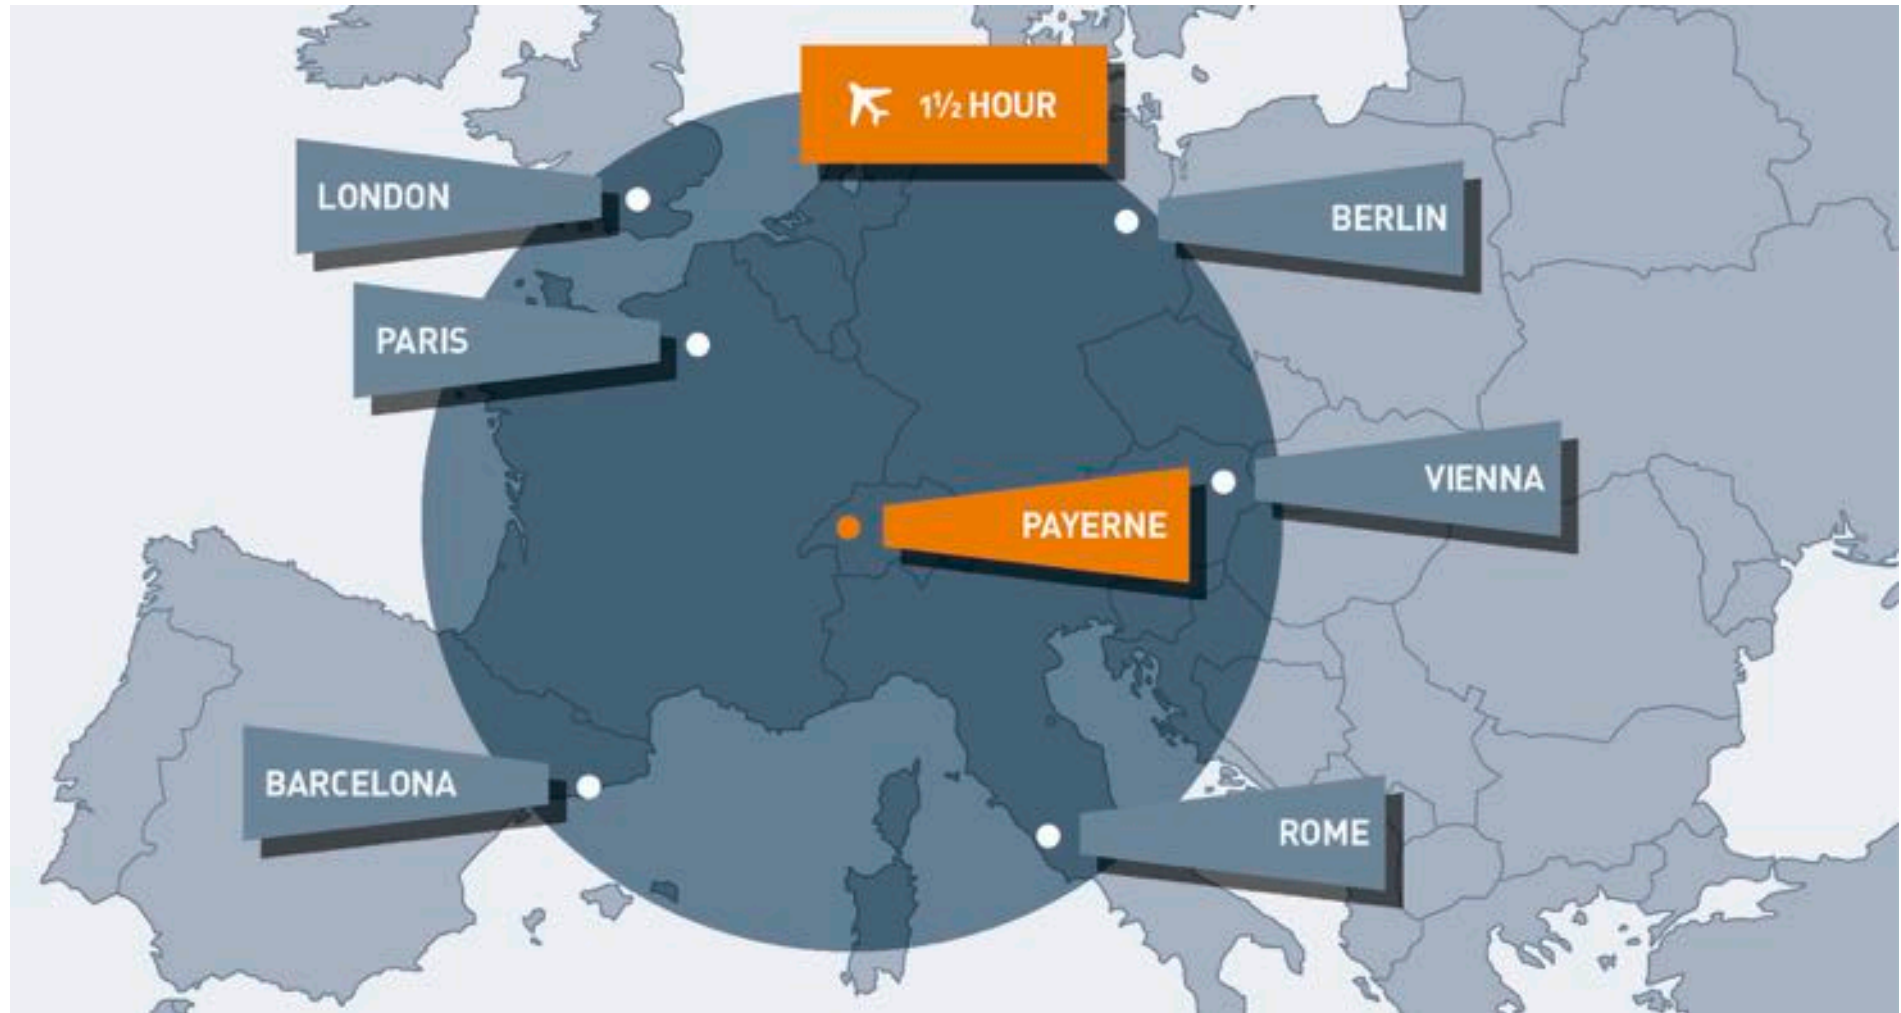 1½ HOUR
LONDON
BERLIN
PARIS
VIENNA
PAYERNE
BARCELONA
ROME